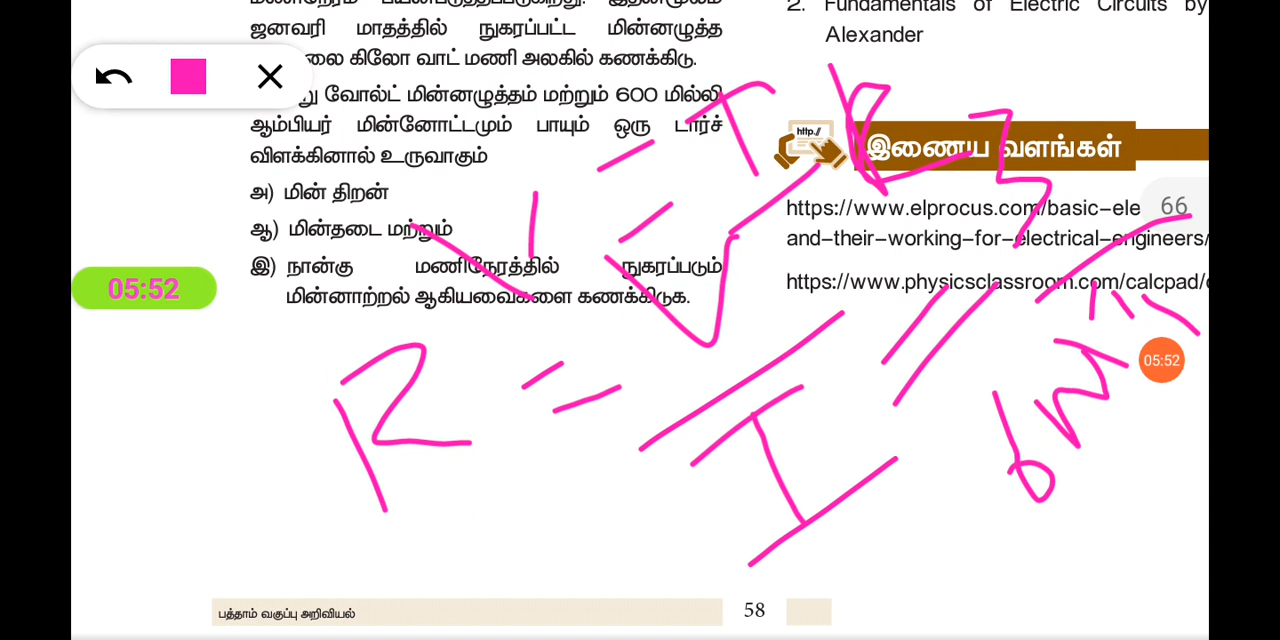 ஜனவரி மாதத்தில் நுகரப்பட்ட மின்னழுத்த
கிலோ வாட் மணி அலகில் கணக்கிடு.
வோல்ட் மின்னழுத்தம் மற்றும் 600 மில்லி
ஆம்பியர் மின்னோட்டமும் பாயும் ஒரு டார்ச்
விளக்கினால் உருவாகும்
அ) மின் திறன்
ஆ) மின்தடை மற்றும்
இ) நான்கு மணிநேரத்தில் நுகரப்படும்
மின்னாற்றல் ஆகியவைகளை கணக்கிடுக.
05:52
V = IR
R = V
I
2. Fundamentals of Electric Circuits by
Alexander
http://
இணைய வளங்கள்
https://www.elprocus.com/basic-ele
66
and-their-working-for-electrical-engineers/
https://www.physicsclassroom.com/calcpad/
05:52
பத்தாம் வகுப்பு அறிவியல்
58